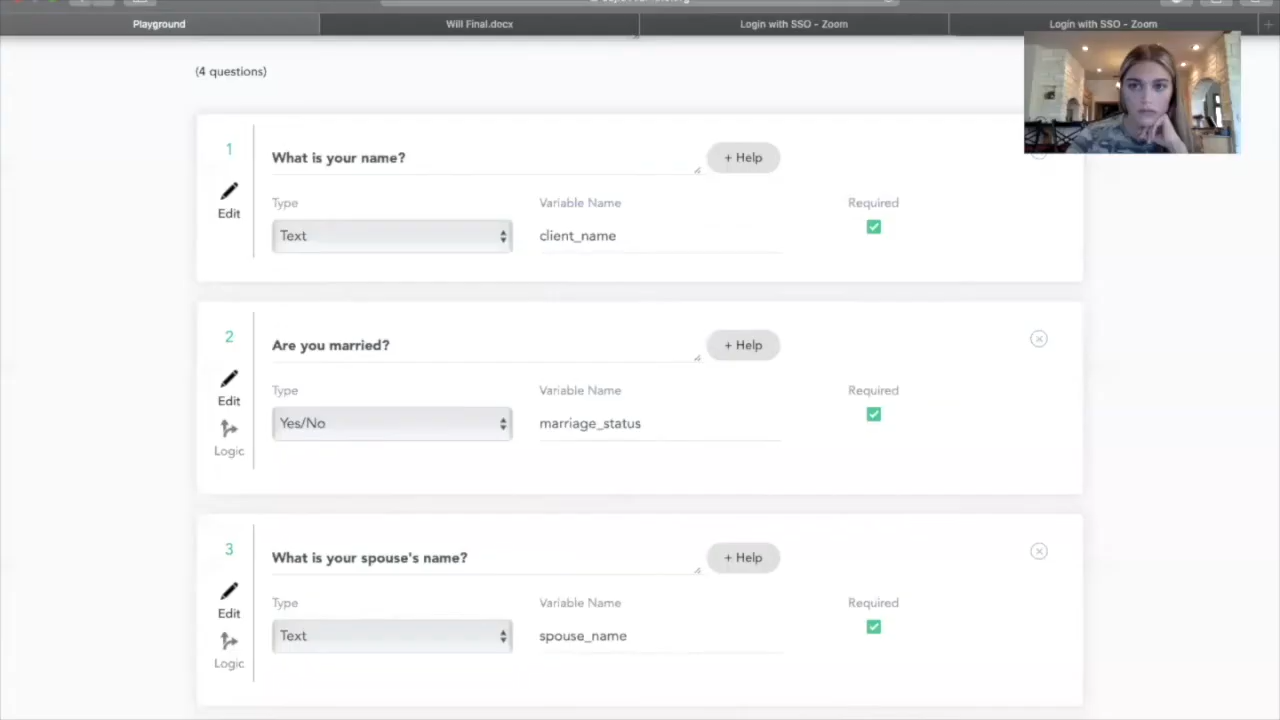 Playground
Will Final.docx
Login with SSO - Zoom
Login with SSO - Zoom
(4 questions)
1
What is your name?
+ Help
Edit
Type
Variable Name
Required
Text
client_name
2
Are you married?
+ Help
Edit
Type
Variable Name
Required
Yes/No
marriage_status
Logic
3
What is your spouse's name?
+ Help
Edit
Type
Variable Name
Required
Text
spouse_name
Logic